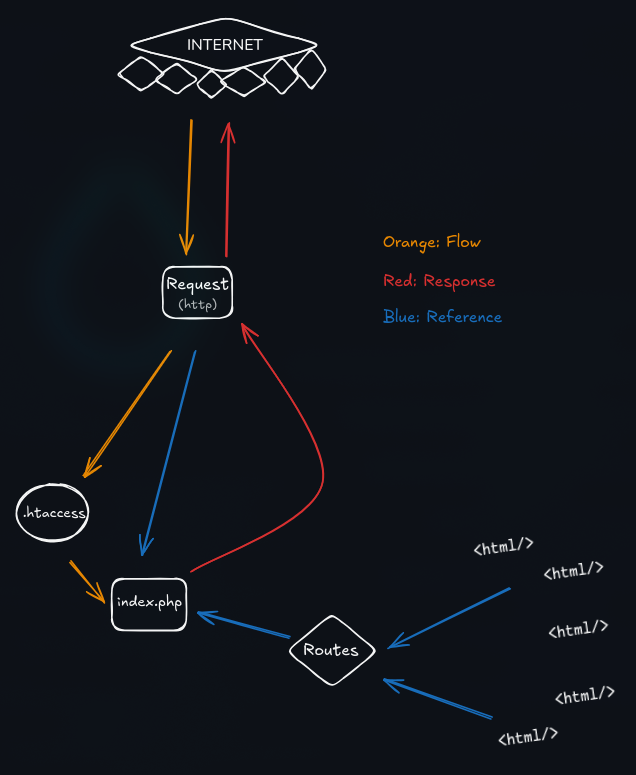 INTERNET
Orange: Flow
Request
(http)
Red: Response
Blue: Reference
.htaccess
<html/>
<html/>
index.php
<html/>
Routes
<html/>
<html/>